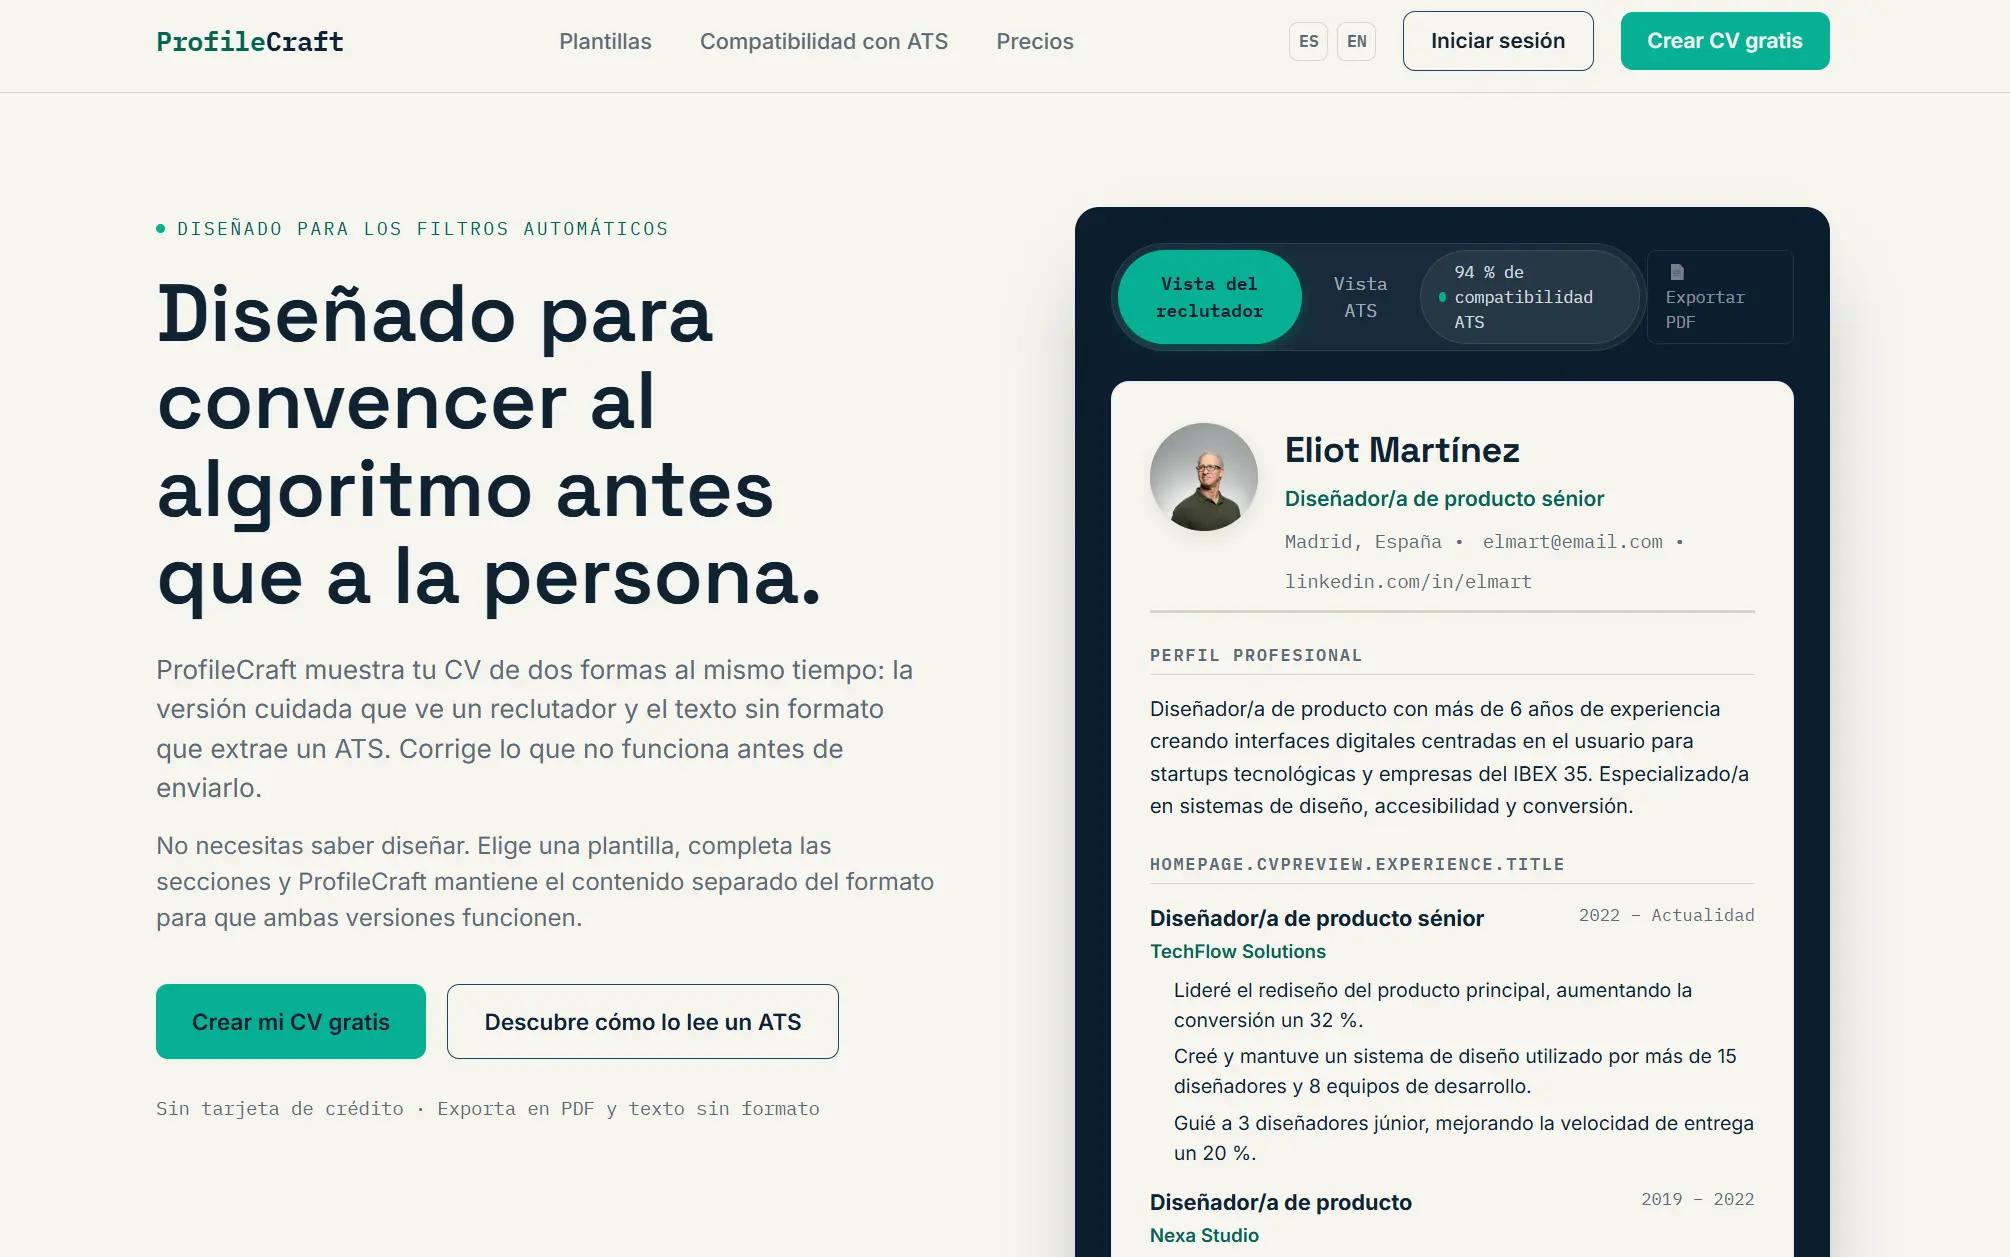 ProfileCraft
Plantillas
Compatibilidad con ATS
Precios
ES
EN
Iniciar sesión
Crear CV gratis
DISEÑADO PARA LOS FILTROS AUTOMÁTICOS
Diseñado para
convencer al
algoritmo antes
que a la persona.
ProfileCraft muestra tu CV de dos formas al mismo tiempo: la
versión cuidada que ve un reclutador y el texto sin formato
que extrae un ATS. Corrige lo que no funciona antes de
enviarlo.
No necesitas saber diseñar. Elige una plantilla, completa las
secciones y ProfileCraft mantiene el contenido separado del formato
para que ambas versiones funcionen.
Crear mi CV gratis
Descubre cómo lo lee un ATS
Sin tarjeta de crédito · Exporta en PDF y texto sin formato
Vista del
reclutador
Vista
ATS
94 % de
compatibilidad
ATS
Exportar
PDF
Eliot Martínez
Diseñador/a de producto sénior
Madrid, España • elmart@email.com •
linkedin.com/in/elmart
PERFIL PROFESIONAL
Diseñador/a de producto con más de 6 años de experiencia
creando interfaces digitales centradas en el usuario para
startups tecnológicas y empresas del IBEX 35. Especializado/a
en sistemas de diseño, accesibilidad y conversión.
HOMEPAGE.CVPREVIEW.EXPERIENCE.TITLE
Diseñador/a de producto sénior
2022 – Actualidad
TechFlow Solutions
Lideré el rediseño del producto principal, aumentando la
conversión un 32 %.
Creé y mantuve un sistema de diseño utilizado por más de 15
diseñadores y 8 equipos de desarrollo.
Guié a 3 diseñadores júnior, mejorando la velocidad de entrega
un 20 %.
Diseñador/a de producto
2019 – 2022
Nexa Studio